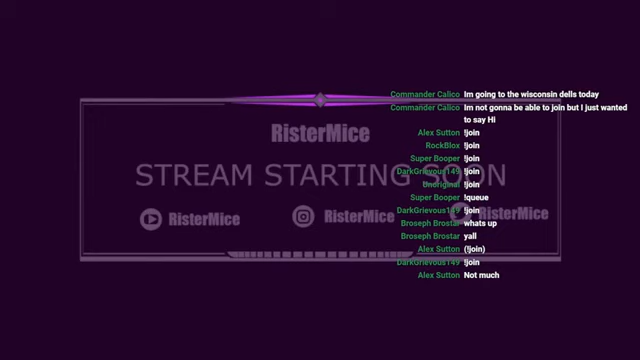 Commander Calico Im going to the wisconsin dells today
Commander Calico Im not gonna be able to join but I just wanted
to say Hi
RisterMice
Alex Sutton !join
RockBlox !join
Super Booper !join
STREAM STARTING SOON
DarkGrievous149 !join
Unoriginal !join
Super Booper !queue
DarkGrievous149 !join
RisterMice
RisterMice
RisterMice
Broseph Brostar whats up
Broseph Brostar yall
Alex Sutton (!join)
DarkGrievous149 !join
Alex Sutton Not much